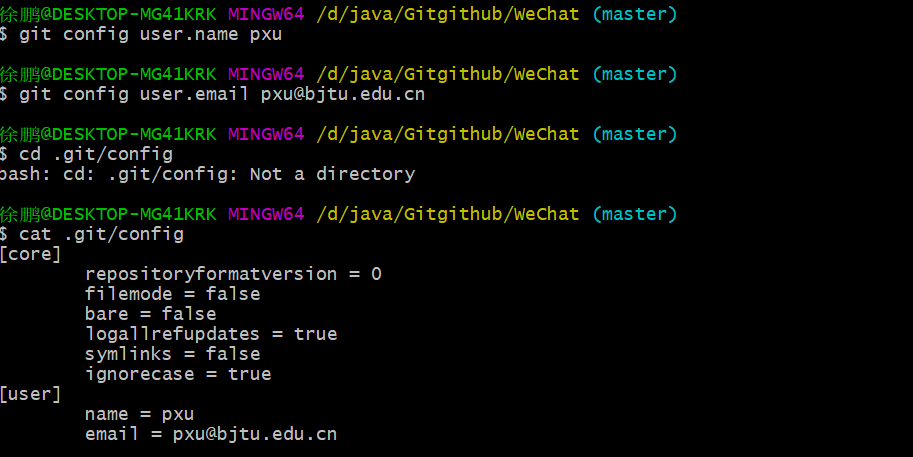 徐鹏@DESKTOP-MG41KRK MINGW64 /d/java/Gitgithub/WeChat (master)
$ git config user.name pxu
徐鹏@DESKTOP-MG41KRK MINGW64 /d/java/Gitgithub/WeChat (master)
$ git config user.email pxu@bjtu.edu.cn
徐鹏@DESKTOP-MG41KRK MINGW64 /d/java/Gitgithub/WeChat (master)
$ cd .git/config
bash: cd: .git/config: Not a directory
徐鹏@DESKTOP-MG41KRK MINGW64 /d/java/Gitgithub/WeChat (master)
$ cat .git/config
[core]
repositoryformatversion = 0
filemode = false
bare = false
logallrefupdates = true
symlinks = false
ignorecase = true
[user]
name = pxu
email = pxu@bjtu.edu.cn